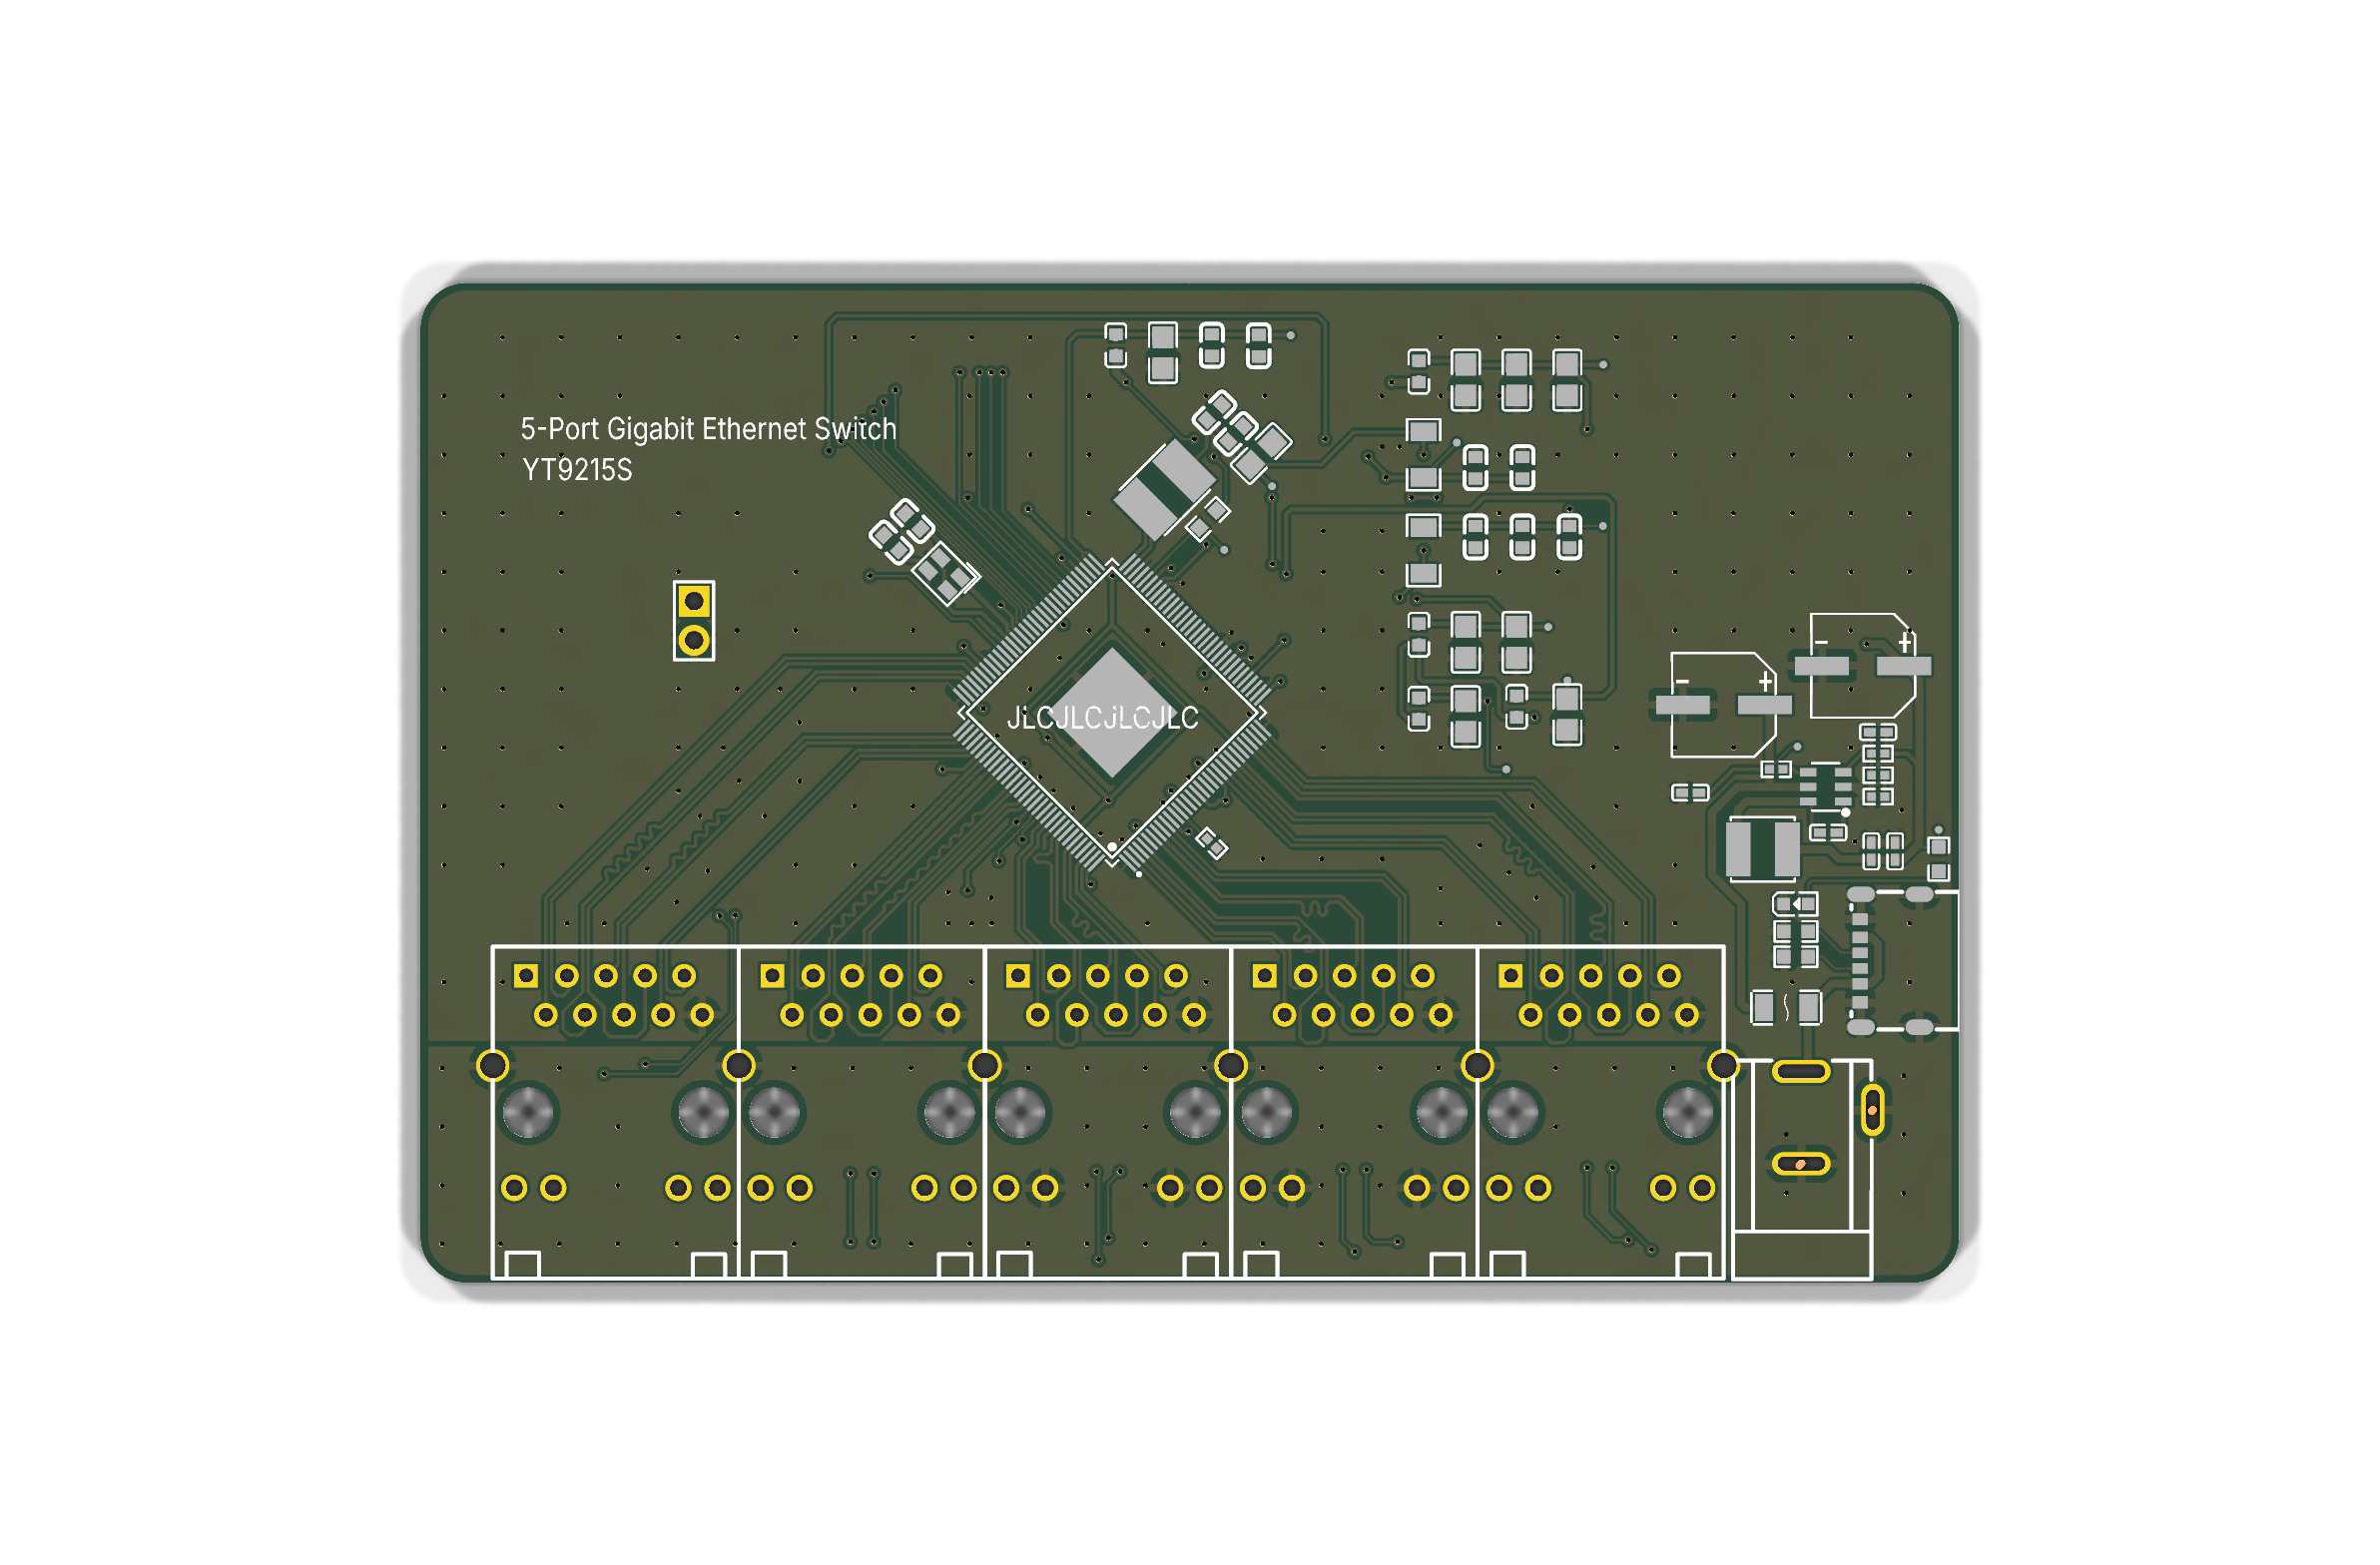 5-Port Gigabit Ethernet Switch
YT9215S
- +
- +
JLCJLCJLCJLC